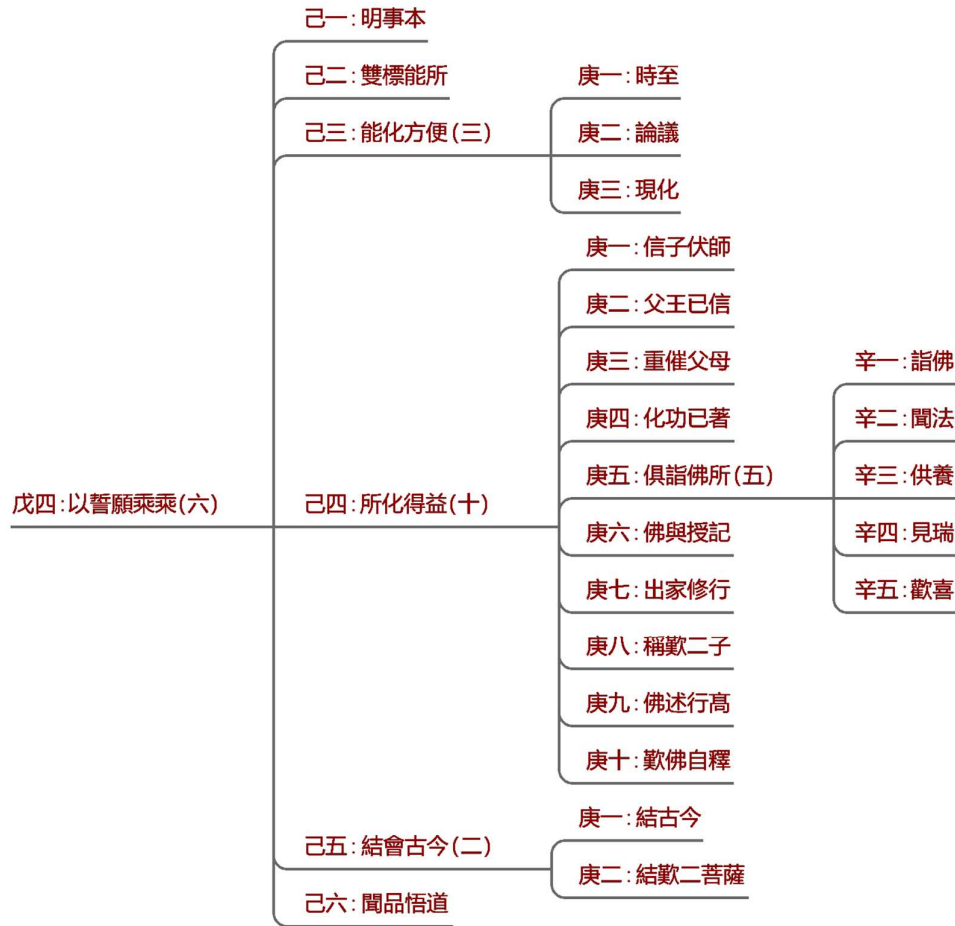 戊四:以誓願乘乘(六)
己一:明事本
己二:雙標能所
己三:能化方便(三)
庚一:時至
庚二:論議
庚三:現化
己四:所化得益(十)
庚一:信子伏師
庚二:父王已信
庚三:重催父母
庚四:化功已著
庚五:俱詣佛所(五)
辛一:詣佛
辛二:聞法
辛三:供養
辛四:見瑞
辛五:歡喜
庚六:佛與授記
庚七:出家修行
庚八:稱歎二子
庚九:佛述行高
庚十:歎佛自釋
己五:結會古今(二)
庚一:結古今
庚二:結歎二菩薩
己六:聞品悟道